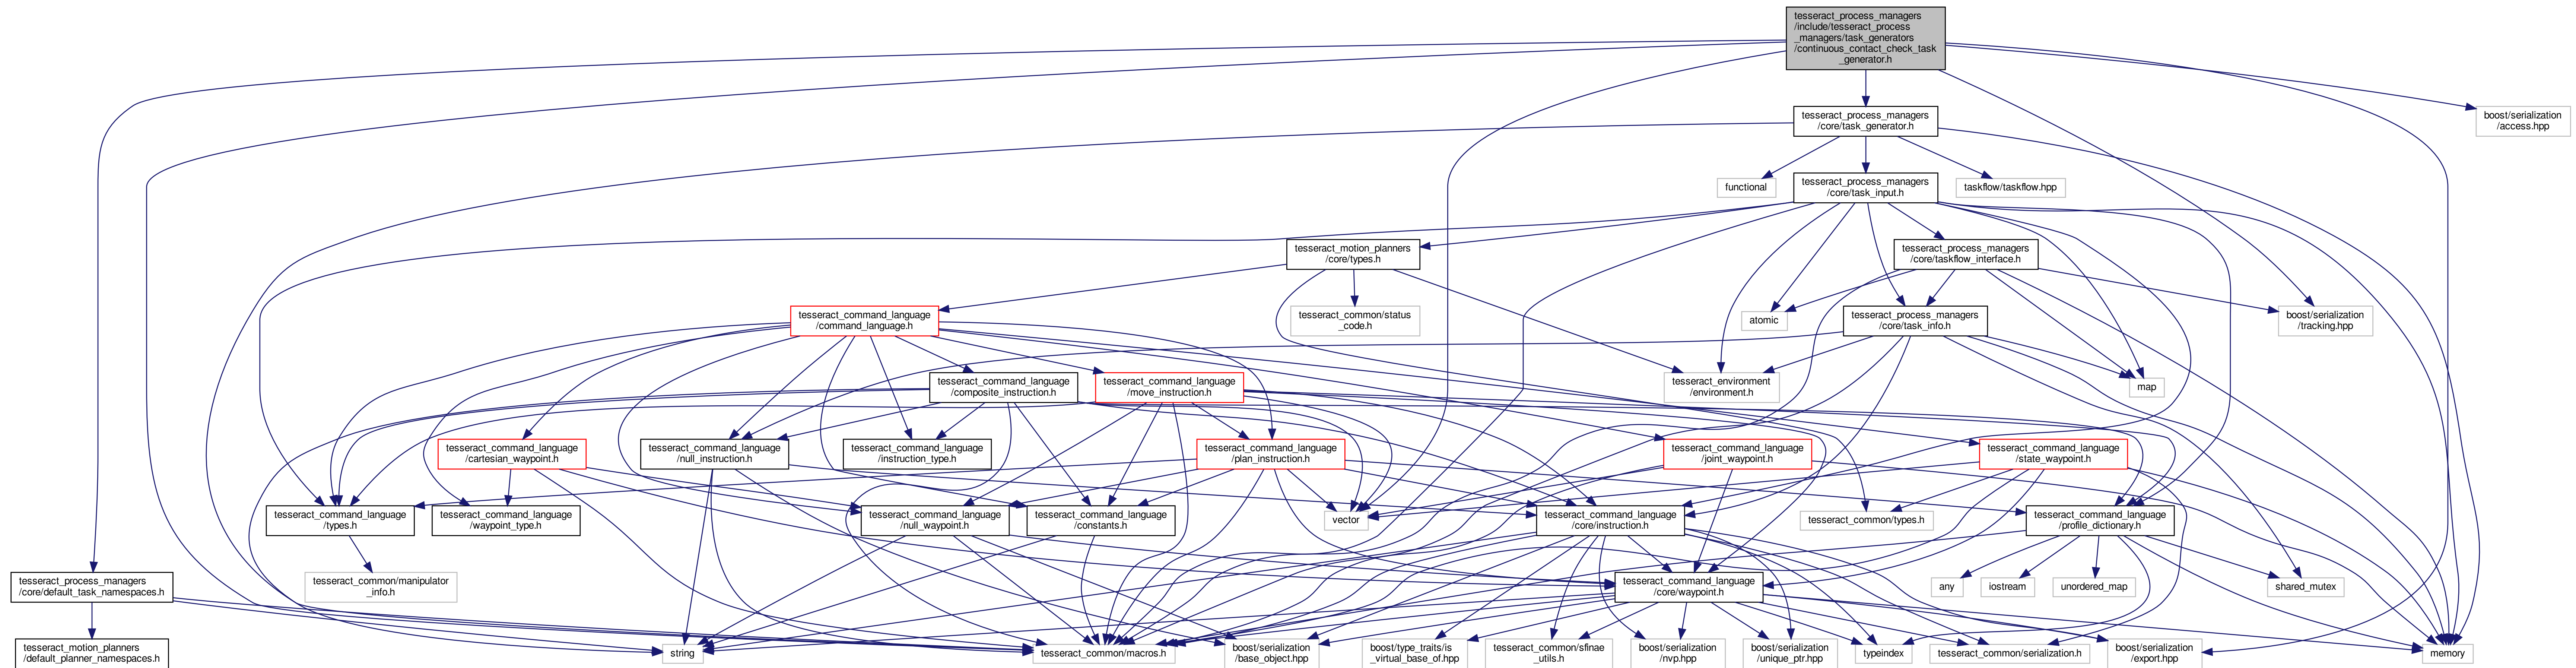 tesseract_process_managers
/include/tesseract_process
_managers/task_generators
/continuous_contact_check_task
_generator.h
boost/serialization
/access.hpp
tesseract_process_managers
/core/task_generator.h
functional
tesseract_process_managers
/core/task_input.h
taskflow/taskflow.hpp
tesseract_motion_planners
/core/types.h
tesseract_process_managers
/core/taskflow_interface.h
tesseract_command_language
/command_language.h
tesseract_common/status
_code.h
atomic
tesseract_process_managers
/core/task_info.h
boost/serialization
/tracking.hpp
tesseract_command_language
/composite_instruction.h
tesseract_command_language
/move_instruction.h
tesseract_environment
/environment.h
map
tesseract_command_language
/cartesian_waypoint.h
tesseract_command_language
/null_instruction.h
tesseract_command_language
/instruction_type.h
tesseract_command_language
/plan_instruction.h
tesseract_command_language
/joint_waypoint.h
tesseract_command_language
/state_waypoint.h
tesseract_command_language
/types.h
tesseract_command_language
/waypoint_type.h
tesseract_command_language
/null_waypoint.h
tesseract_command_language
/constants.h
vector
tesseract_command_language
/core/instruction.h
tesseract_common/types.h
tesseract_command_language
/profile_dictionary.h
tesseract_process_managers
/core/default_task_namespaces.h
tesseract_common/manipulator
_info.h
tesseract_command_language
/core/waypoint.h
any
iostream
unordered_map
shared_mutex
tesseract_motion_planners
/default_planner_namespaces.h
string
tesseract_common/macros.h
boost/serialization
/base_object.hpp
boost/type_traits/is
_virtual_base_of.hpp
tesseract_common/sfinae
_utils.h
boost/serialization
/nvp.hpp
boost/serialization
/unique_ptr.hpp
typeindex
tesseract_common/serialization.h
boost/serialization
/export.hpp
memory